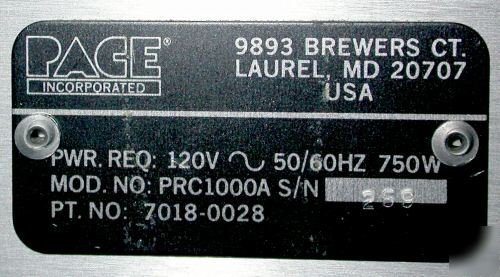 PACE®
INCORPORATED
9893 BREWERS CT.
LAUREL, MD 20707
USA
PWR. REQ: 120V ∿ 50/60HZ 750W
MOD. NO: PRC1000A S/N 268
PT. NO: 7018-0028